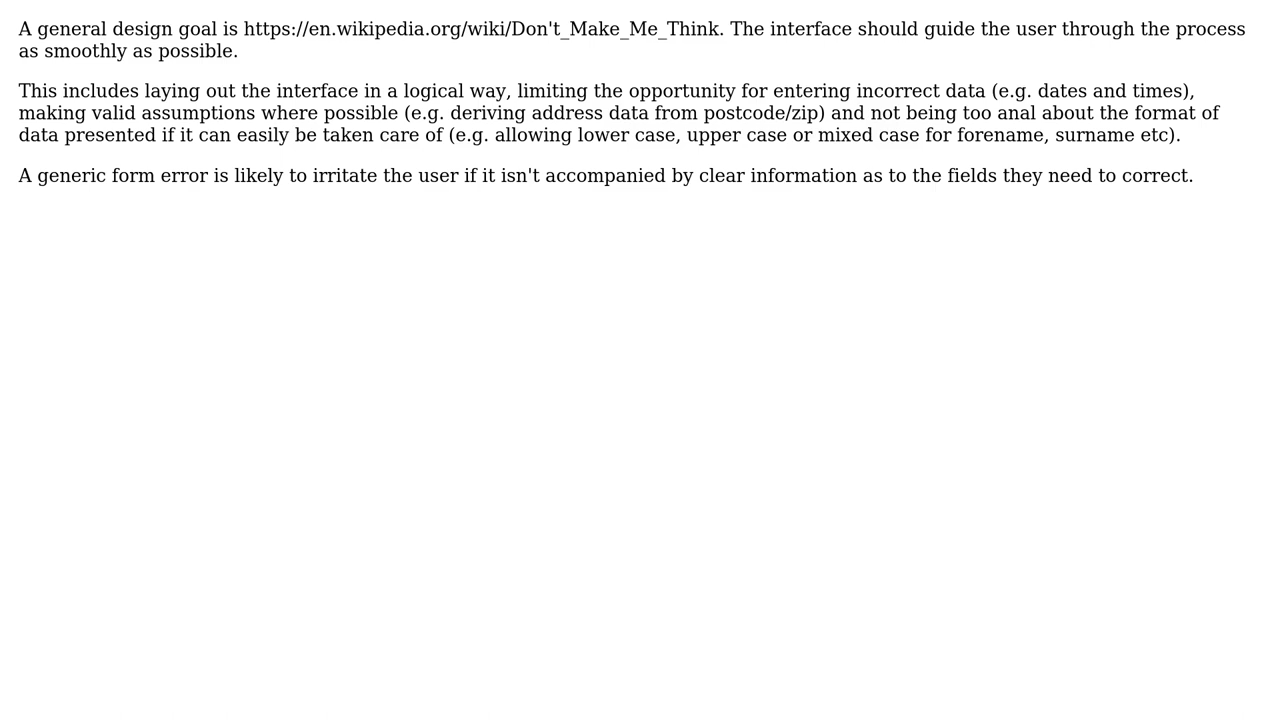 A general design goal is https://en.wikipedia.org/wiki/Don't_Make_Me_Think. The interface should guide the user through the process
as smoothly as possible.
This includes laying out the interface in a logical way, limiting the opportunity for entering incorrect data (e.g. dates and times),
making valid assumptions where possible (e.g. deriving address data from postcode/zip) and not being too anal about the format of
data presented if it can easily be taken care of (e.g. allowing lower case, upper case or mixed case for forename, surname etc).
A generic form error is likely to irritate the user if it isn't accompanied by clear information as to the fields they need to correct.